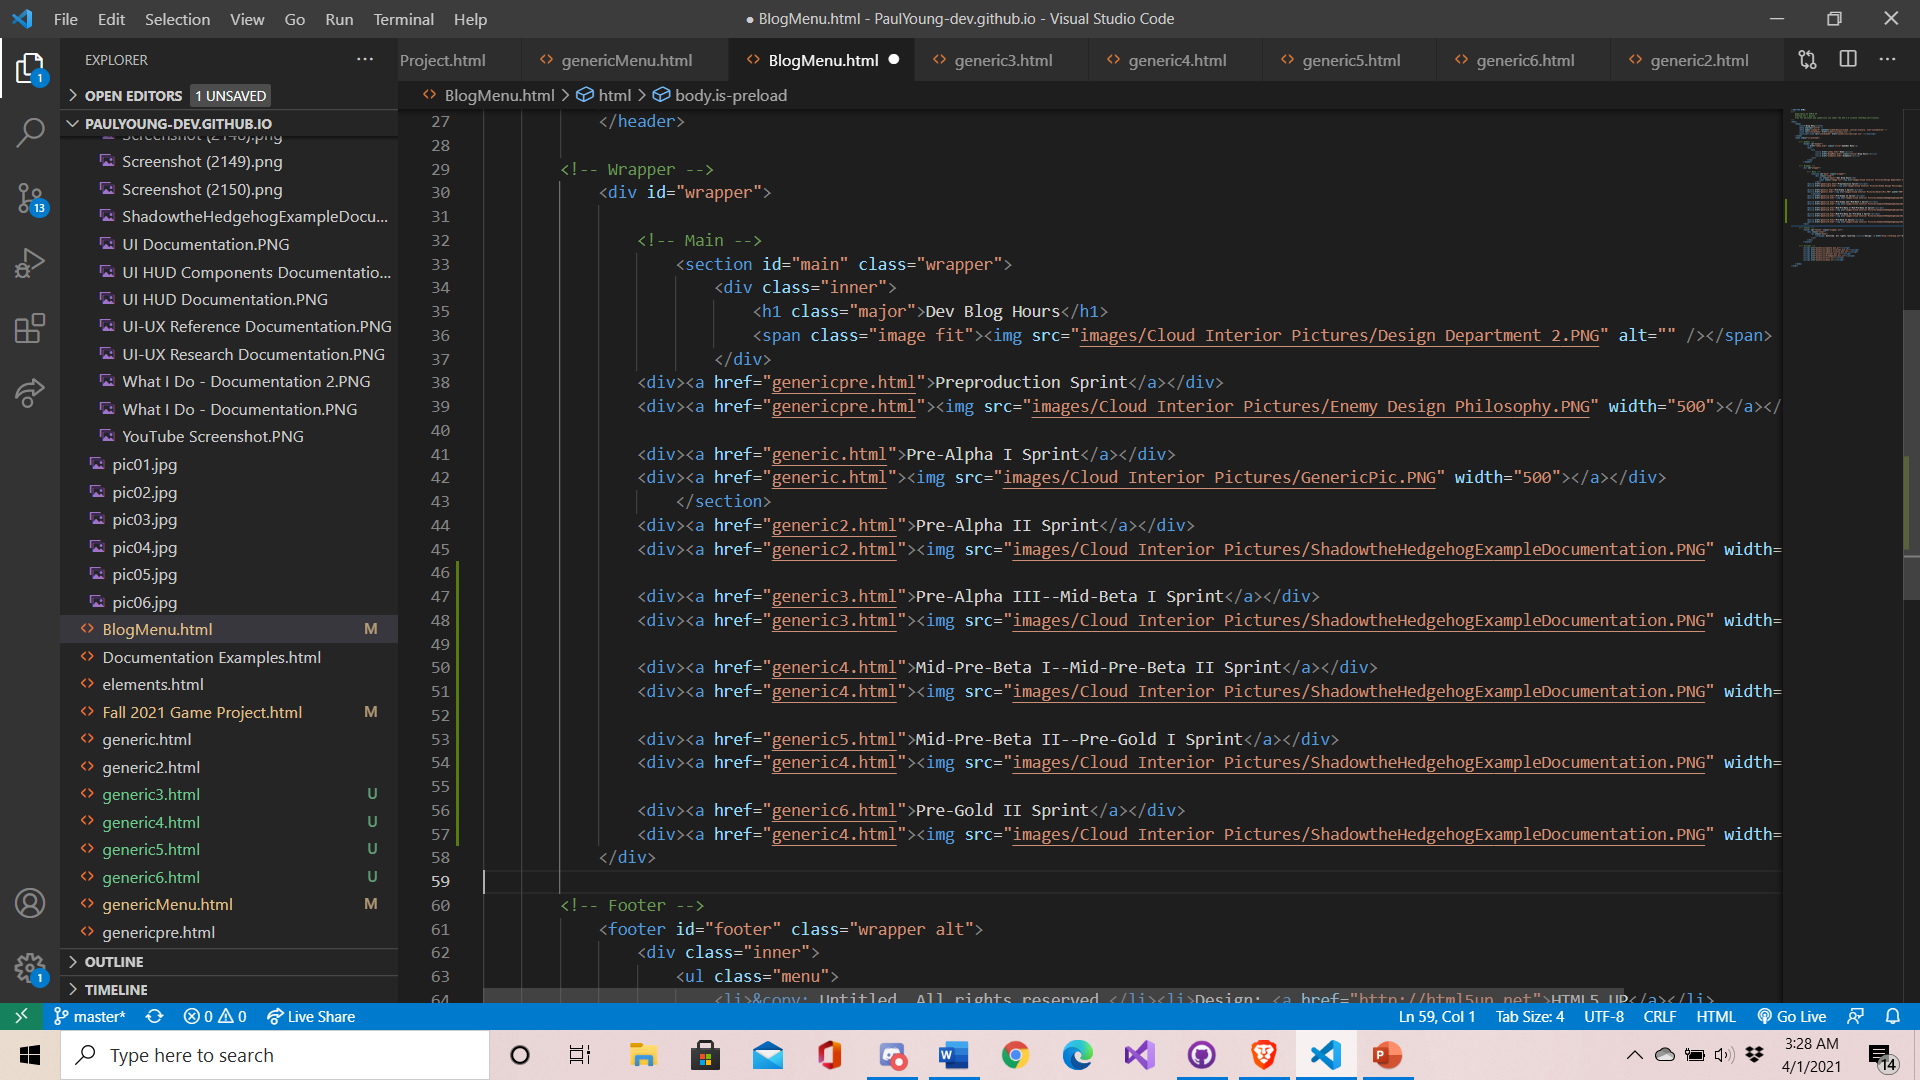 File Edit Selection View Go Run Terminal Help
● BlogMenu.html - PaulYoung-dev.github.io - Visual Studio Code
EXPLORER
Project.html genericMenu.html BlogMenu.html generic3.html generic4.html generic5.html generic6.html generic2.html
OPEN EDITORS 1 UNSAVED
BlogMenu.html > html > body.is-preload
PAULYOUNG-DEV.GITHUB.IO
Screenshot (2149).png
Screenshot (2150).png
ShadowtheHedgehogExampleDocu...
UI Documentation.PNG
UI HUD Components Documentatio...
UI HUD Documentation.PNG
UI-UX Reference Documentation.PNG
UI-UX Research Documentation.PNG
What I Do - Documentation 2.PNG
What I Do - Documentation.PNG
YouTube Screenshot.PNG
pic01.jpg
pic02.jpg
pic03.jpg
pic04.jpg
pic05.jpg
pic06.jpg
BlogMenu.html M
Documentation Examples.html
elements.html
Fall 2021 Game Project.html M
generic.html
generic2.html
generic3.html U
generic4.html U
generic5.html U
generic6.html U
genericMenu.html M
genericpre.html
OUTLINE
TIMELINE
1
13
1
27 </header>
28
29 <!-- Wrapper -->
30 <div id="wrapper">
31
32 <!-- Main -->
33 <section id="main" class="wrapper">
34 <div class="inner">
35 <h1 class="major">Dev Blog Hours</h1>
36 <span class="image fit"><img src="images/Cloud Interior Pictures/Design Department 2.PNG" alt="" /></span>
37 </div>
38 <div><a href="genericpre.html">Preproduction Sprint</a></div>
39 <div><a href="genericpre.html"><img src="images/Cloud Interior Pictures/Enemy Design Philosophy.PNG" width="500"></a></
40
41 <div><a href="generic.html">Pre-Alpha I Sprint</a></div>
42 <div><a href="generic.html"><img src="images/Cloud Interior Pictures/GenericPic.PNG" width="500"></a></div>
43 </section>
44 <div><a href="generic2.html">Pre-Alpha II Sprint</a></div>
45 <div><a href="generic2.html"><img src="images/Cloud Interior Pictures/ShadowtheHedgehogExampleDocumentation.PNG" width=
46
47 <div><a href="generic3.html">Pre-Alpha III--Mid-Beta I Sprint</a></div>
48 <div><a href="generic3.html"><img src="images/Cloud Interior Pictures/ShadowtheHedgehogExampleDocumentation.PNG" width=
49
50 <div><a href="generic4.html">Mid-Pre-Beta I--Mid-Pre-Beta II Sprint</a></div>
51 <div><a href="generic4.html"><img src="images/Cloud Interior Pictures/ShadowtheHedgehogExampleDocumentation.PNG" width=
52
53 <div><a href="generic5.html">Mid-Pre-Beta II--Pre-Gold I Sprint</a></div>
54 <div><a href="generic4.html"><img src="images/Cloud Interior Pictures/ShadowtheHedgehogExampleDocumentation.PNG" width=
55
56 <div><a href="generic6.html">Pre-Gold II Sprint</a></div>
57 <div><a href="generic4.html"><img src="images/Cloud Interior Pictures/ShadowtheHedgehogExampleDocumentation.PNG" width=
58 </div>
59
60 <!-- Footer -->
61 <footer id="footer" class="wrapper alt">
62 <div class="inner">
63 <ul class="menu">
64 <li>&copy; Untitled. All rights reserved.</li><li>Design: <a href="http://html5up.net">HTML5 UP</a></li>
master* 0 0 Live Share Ln 59, Col 1 Tab Size: 4 UTF-8 CRLF HTML Go Live
Type here to search
3:28 AM
4/1/2021
14